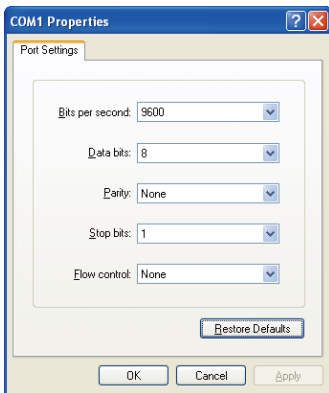 COM1 Properties
Port Settings
Bits per second: 9600
Data bits: 8
Parity: None
Stop bits: 1
Flow control: None
Restore Defaults
OK Cancel Apply